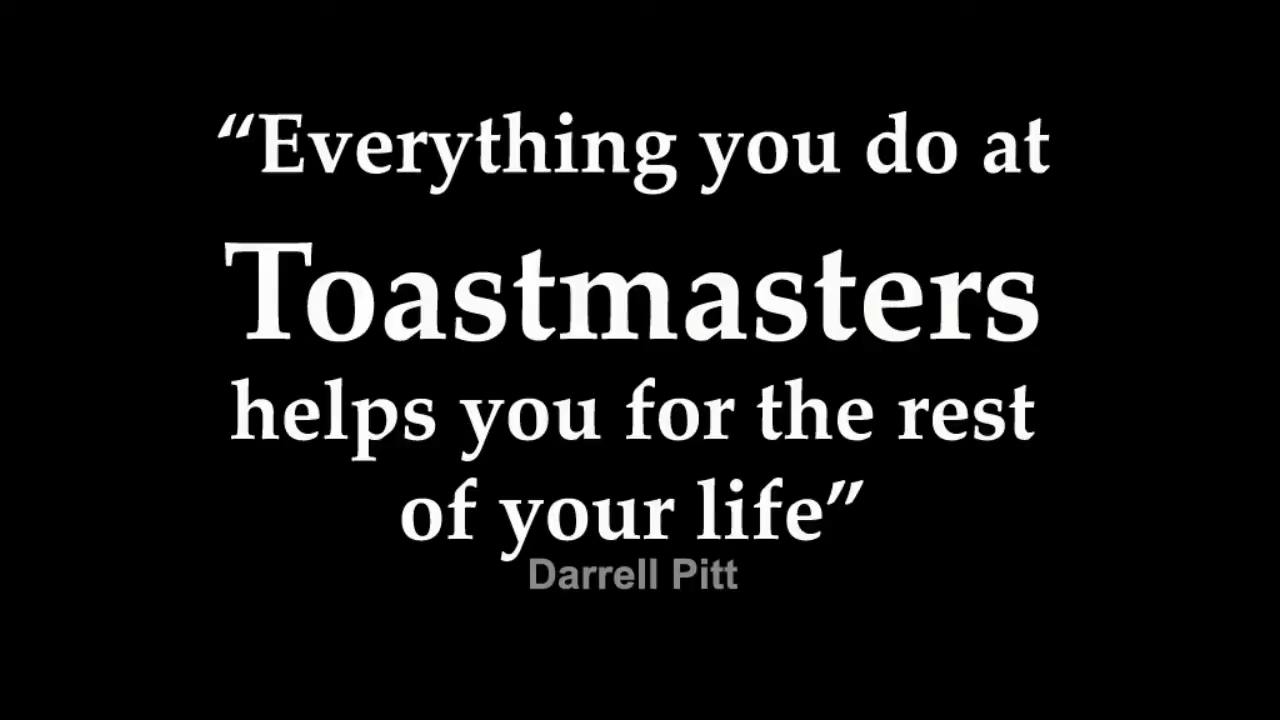 “Everything you do at
Toastmasters
helps you for the rest
of your life”
Darrell Pitt